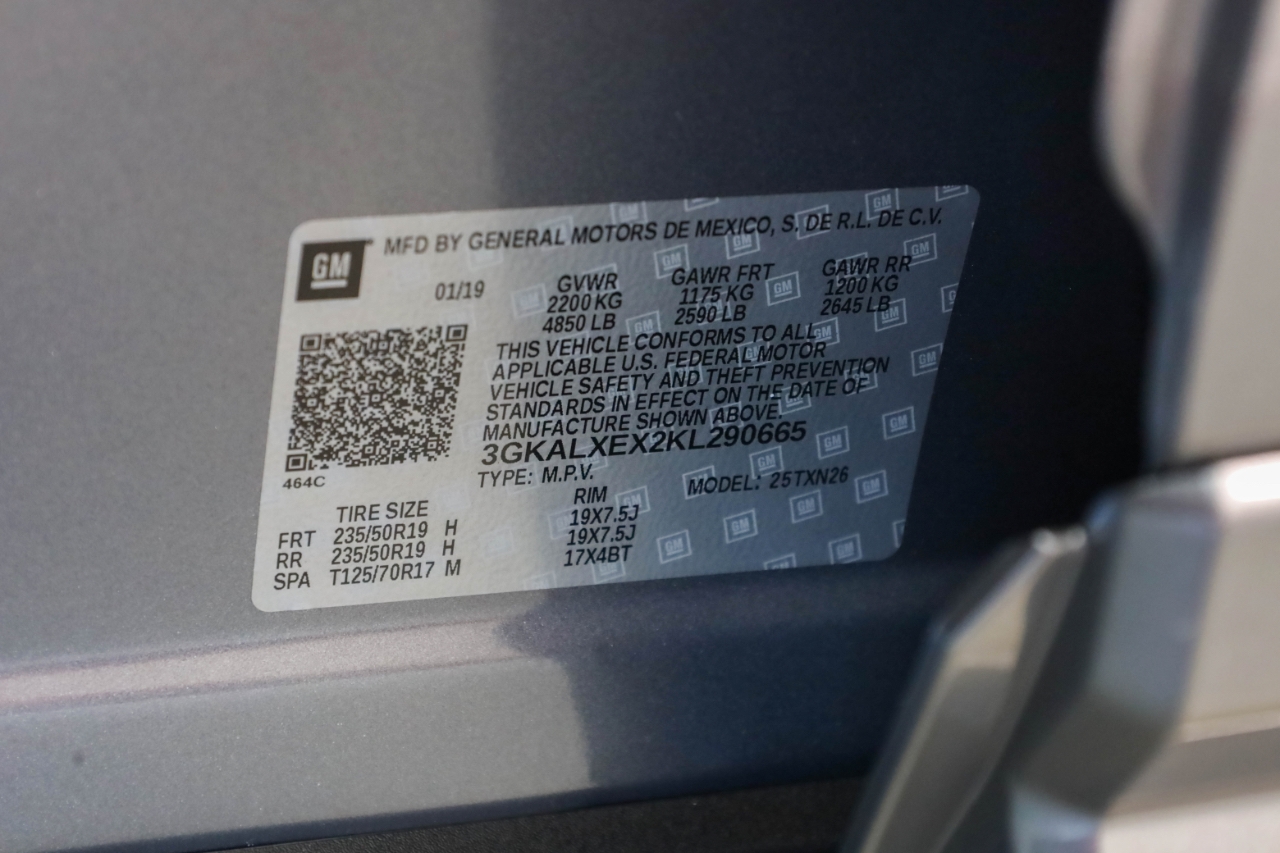 GM MFD BY GENERAL MOTORS DE MEXICO, S. DE R.L. DE C.V.
01/19 GVWR GAWR FRT GAWR RR
2200 KG 1175 KG 1200 KG
4850 LB 2590 LB 2645 LB
THIS VEHICLE CONFORMS TO ALL
APPLICABLE U.S. FEDERAL MOTOR
VEHICLE SAFETY AND THEFT PREVENTION
STANDARDS IN EFFECT ON THE DATE OF
MANUFACTURE SHOWN ABOVE.
3GKALXEX2KL290665
464C TYPE: M.P.V. MODEL: 25TXN26
TIRE SIZE RIM
FRT 235/50R19 H 19X7.5J
RR 235/50R19 H 19X7.5J
SPA T125/70R17 M 17X4BT